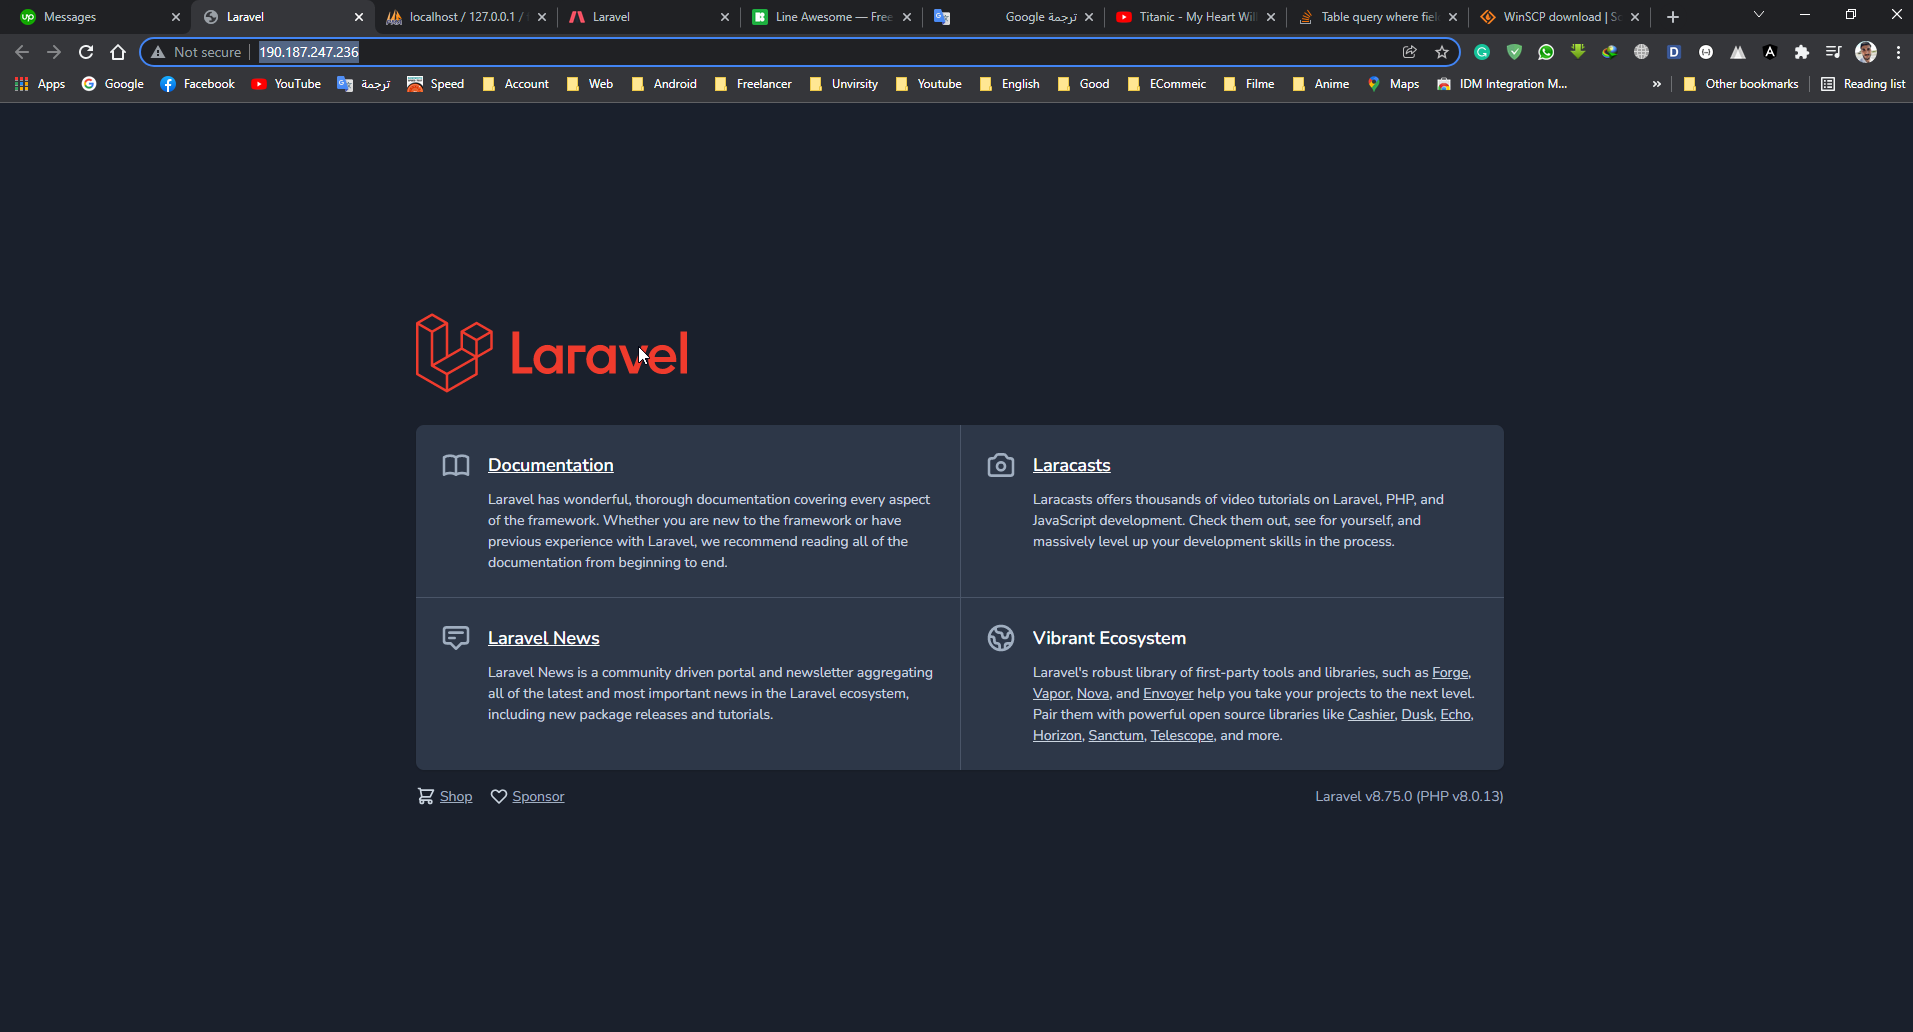 Messages
Laravel
localhost / 127.0.0.1 /
Laravel
Line Awesome — Free
ترجمة Google
Titanic - My Heart Will
Table query where fiel
WinSCP download | So
Not secure
190.187.247.236
Apps
Google
Facebook
YouTube
ترجمة
Speed
Account
Web
Android
Freelancer
Unvirsity
Youtube
English
Good
ECommeic
Filme
Anime
Maps
IDM Integration M...
»
Other bookmarks
Reading list
Laravel
Documentation
Laravel has wonderful, thorough documentation covering every aspect
of the framework. Whether you are new to the framework or have
previous experience with Laravel, we recommend reading all of the
documentation from beginning to end.
Laracasts
Laracasts offers thousands of video tutorials on Laravel, PHP, and
JavaScript development. Check them out, see for yourself, and
massively level up your development skills in the process.
Laravel News
Laravel News is a community driven portal and newsletter aggregating
all of the latest and most important news in the Laravel ecosystem,
including new package releases and tutorials.
Vibrant Ecosystem
Laravel's robust library of first-party tools and libraries, such as Forge,
Vapor, Nova, and Envoyer help you take your projects to the next level.
Pair them with powerful open source libraries like Cashier, Dusk, Echo,
Horizon, Sanctum, Telescope, and more.
Shop
Sponsor
Laravel v8.75.0 (PHP v8.0.13)